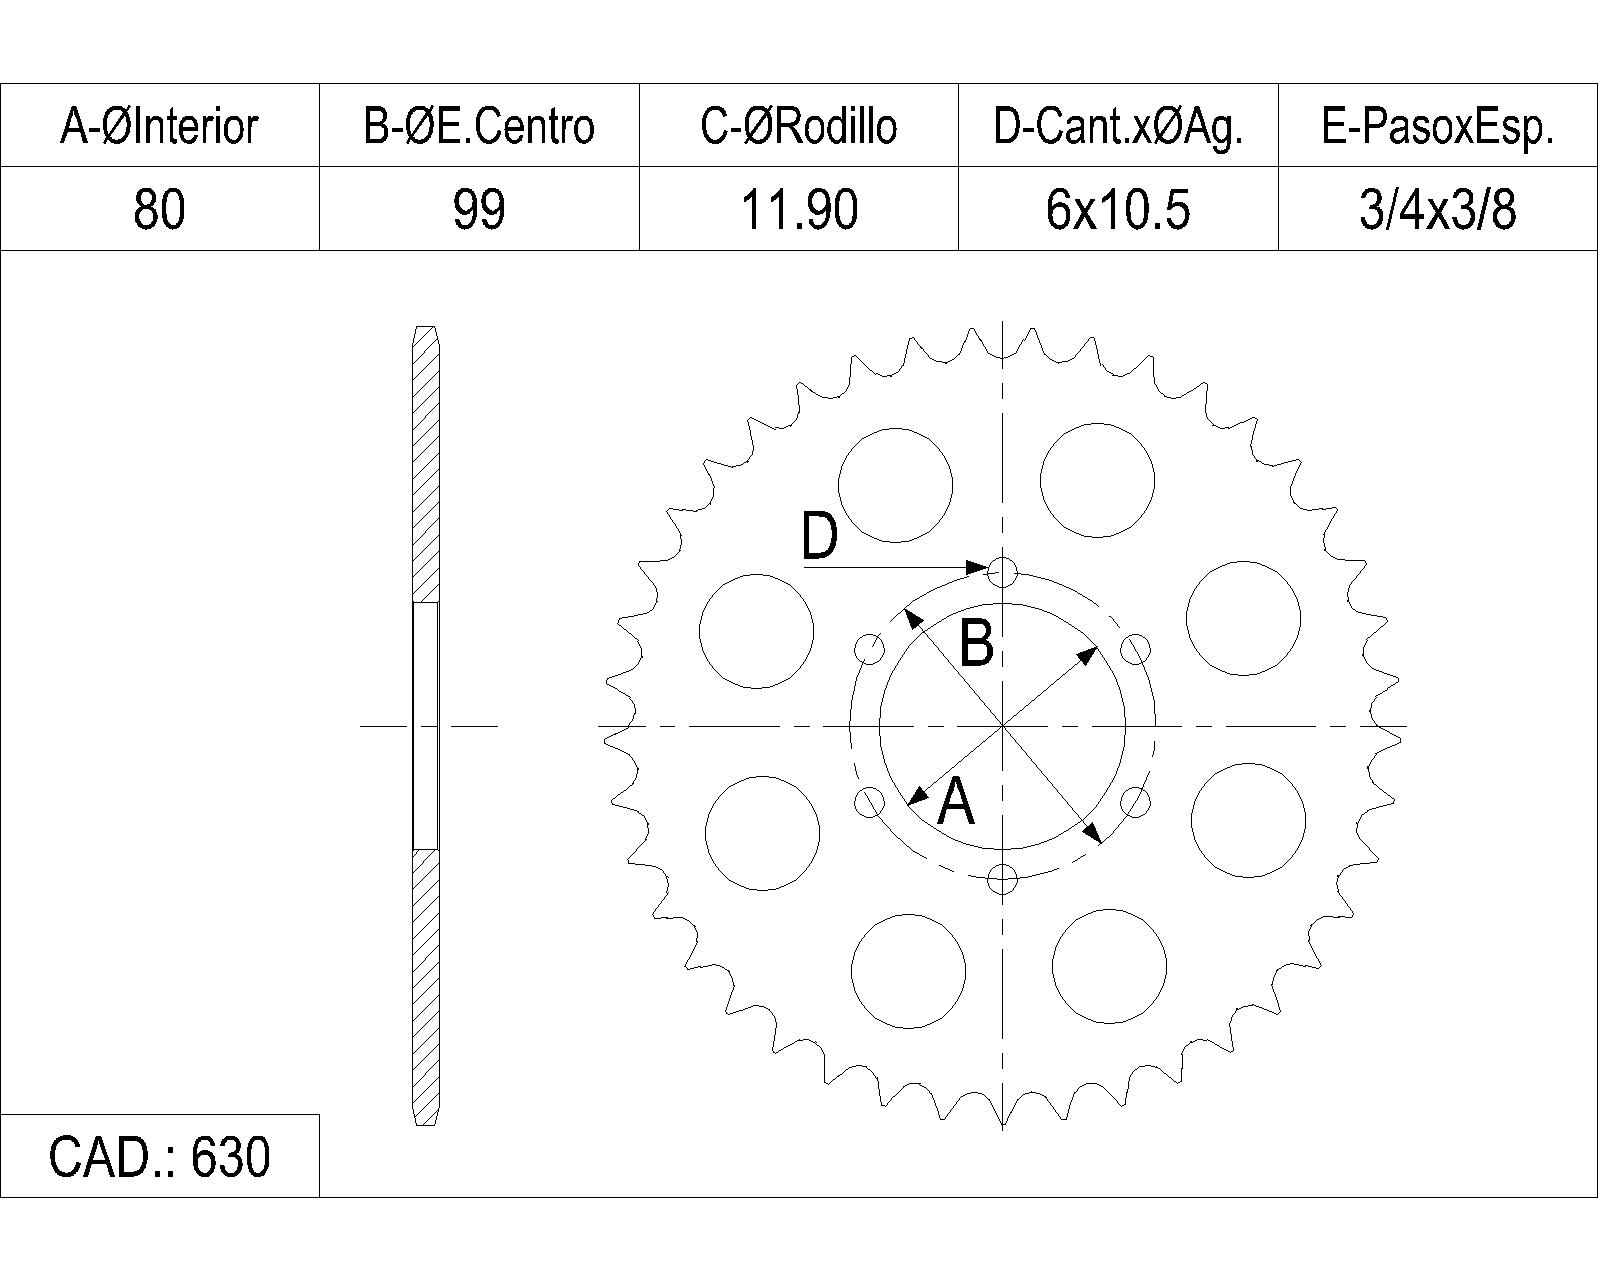 A-ØInterior B-ØE.Centro C-ØRodillo D-Cant.xØAg. E-PasoxEsp.
80 99 11.90 6x10.5 3/4x3/8
D
B
A
CAD.: 630